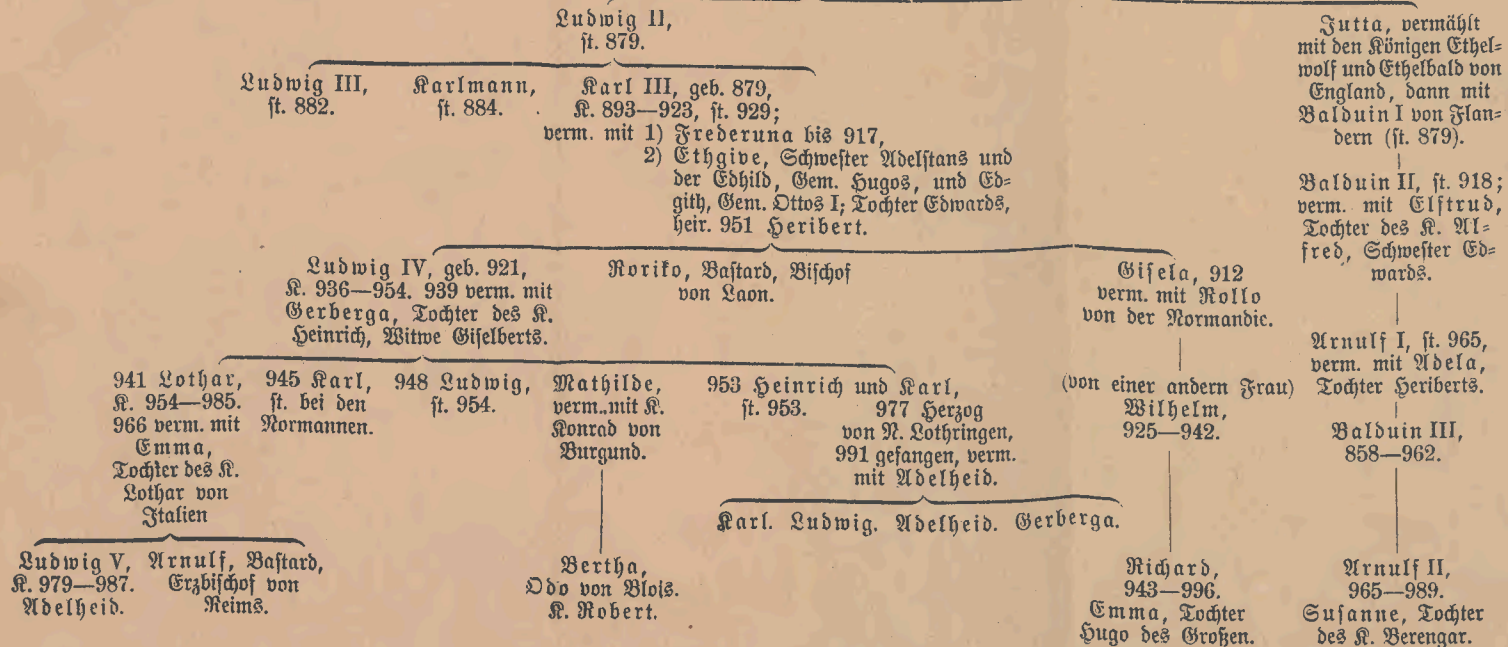 Ludwig II,
st. 879.
Jutta, vermählt
mit den Königen Ethel=
wolf und Ethelbald von
England, dann mit
Balduin I von Flan=
dern (st. 879).
Ludwig III,
st. 882.
Karlmann,
st. 884.
Karl III, geb. 879,
K. 893—923, st. 929;
verm. mit 1) Frederuna bis 917,
2) Ethgive, Schwester Adelstans und
der Edhild, Gem. Hugos, und Ed=
gith, Gem. Ottos I; Tochter Edwards,
heir. 951 Heribert.
Balduin II, st. 918;
verm. mit Elftrud,
Tochter des K. Al=
fred, Schwester Ed=
wards.
Ludwig IV, geb. 921,
K. 936—954. 939 verm. mit
Gerberga, Tochter des K.
Heinrich, Witwe Giselberts.
Roriko, Bastard, Bischof
von Laon.
Gisela, 912
verm. mit Rollo
von der Normandie.
Arnulf I, st. 965,
verm. mit Adela,
Tochter Heriberts.
941 Lothar,
K. 954—985.
966 verm. mit
Emma,
Tochter des K.
Lothar von
Italien
945 Karl,
st. bei den
Normannen.
948 Ludwig,
st. 954.
Mathilde,
verm. mit K.
Konrad von
Burgund.
953 Heinrich und Karl,
st. 953. 977 Herzog
von N. Lothringen,
991 gefangen, verm.
mit Adelheid.
(von einer andern Frau)
Wilhelm,
925—942.
Balduin III,
858—962.
Karl. Ludwig. Adelheid. Gerberga.
Ludwig V,
K. 979—987.
Adelheid.
Arnulf, Bastard,
Erzbischof von
Reims.
Bertha,
Odo von Blois.
K. Robert.
Richard,
943—996.
Emma, Tochter
Hugo des Großen.
Arnulf II,
965—989.
Susanne, Tochter
des K. Berengar.